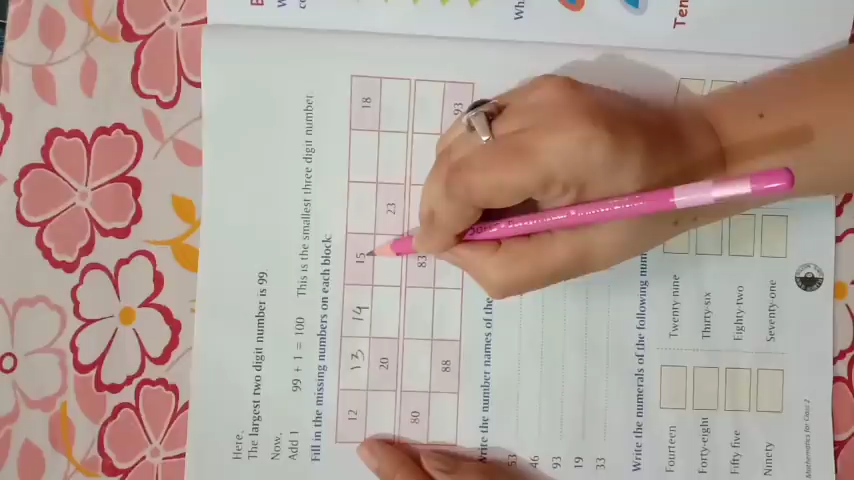 Here,
The largest two digit number is 99
Now,
Add 1 99 + 1 = 100 This is the smallest three digit number
Fill in the missing numbers on each block:
12 13 14 15 18
20 23
80 83
88 93
Write the number names of the
53
46
93
19
33
Write the numerals of the following num
Fourteen Twenty-nine
Forty-eight Thirty-six
Fifty-five Eighty-two
Ninety Seventy-one
Mathematics for Class 2
Wh
Ten